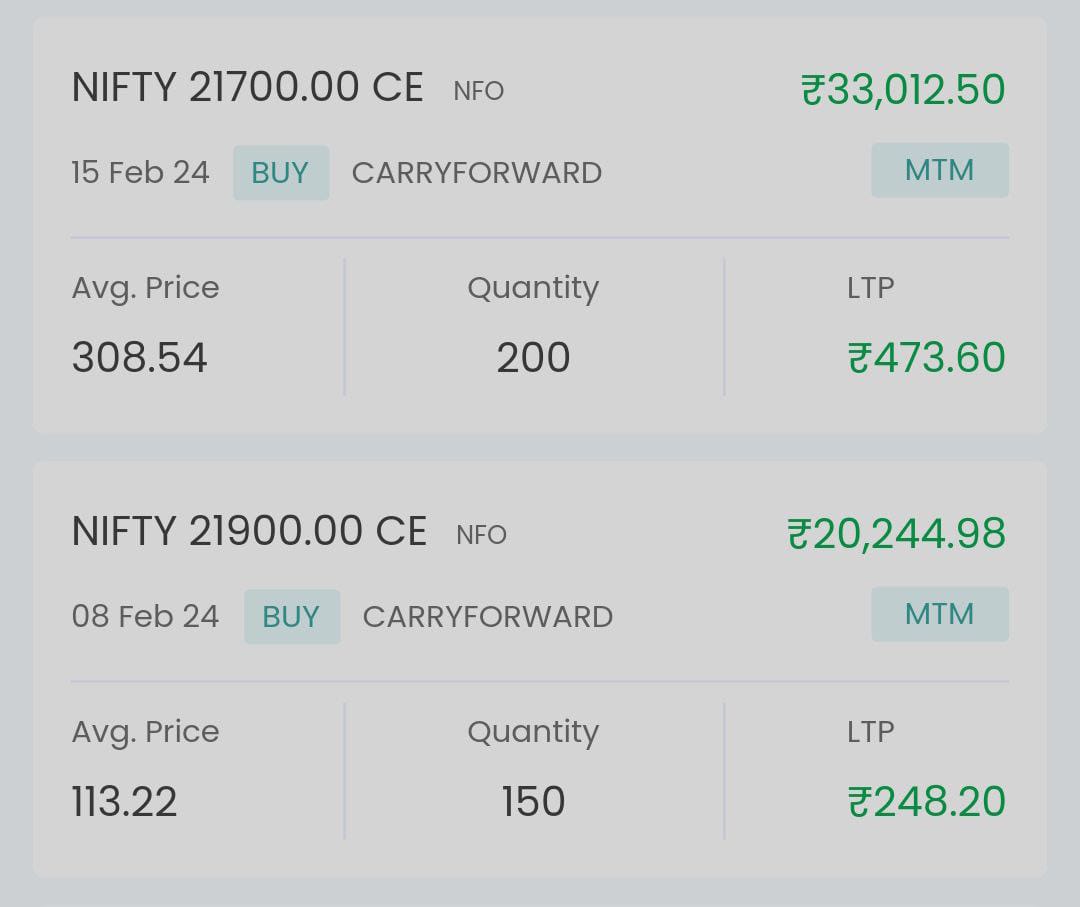 NIFTY 21700.00 CE NFO ₹33,012.50
15 Feb 24 BUY CARRYFORWARD MTM
Avg. Price Quantity LTP
308.54 200 ₹473.60
NIFTY 21900.00 CE NFO ₹20,244.98
08 Feb 24 BUY CARRYFORWARD MTM
Avg. Price Quantity LTP
113.22 150 ₹248.20